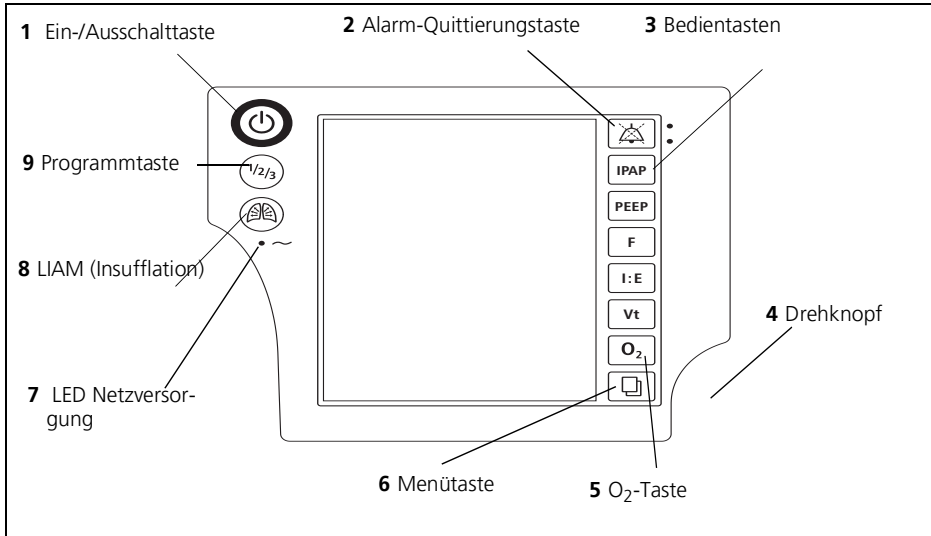 1 Ein-/Ausschalttaste
2 Alarm-Quittierungstaste
3 Bedientasten
9 Programmtaste
1/2/3
IPAP
PEEP
F
8 LIAM (Insufflation)
I:E
Vt
4 Drehknopf
O₂
7 LED Netzversor-
gung
6 Menütaste
5 O₂-Taste